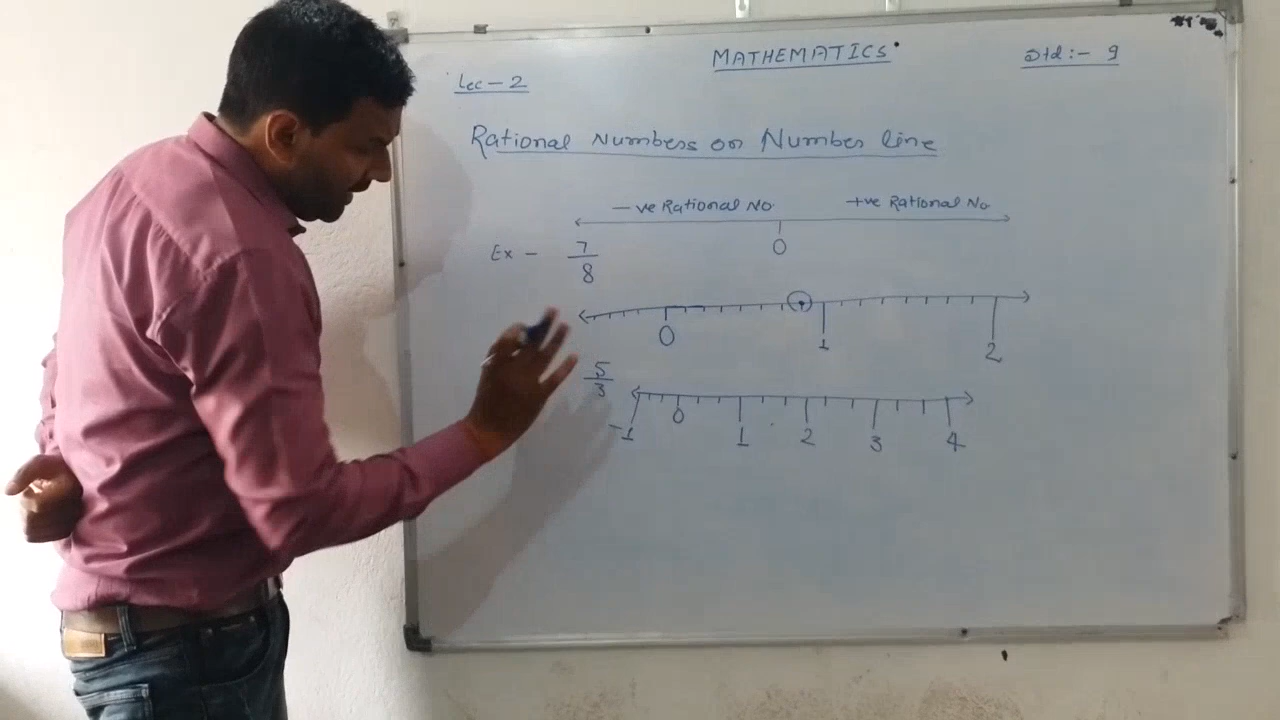 MATHEMATICS
Std:- 9
Lec-2
Rational Numbers on Number line
-ve Rational No. +ve Rational No.
0
Ex - 7/8
0 1 2
5/3
-1 0 1 2 3 4